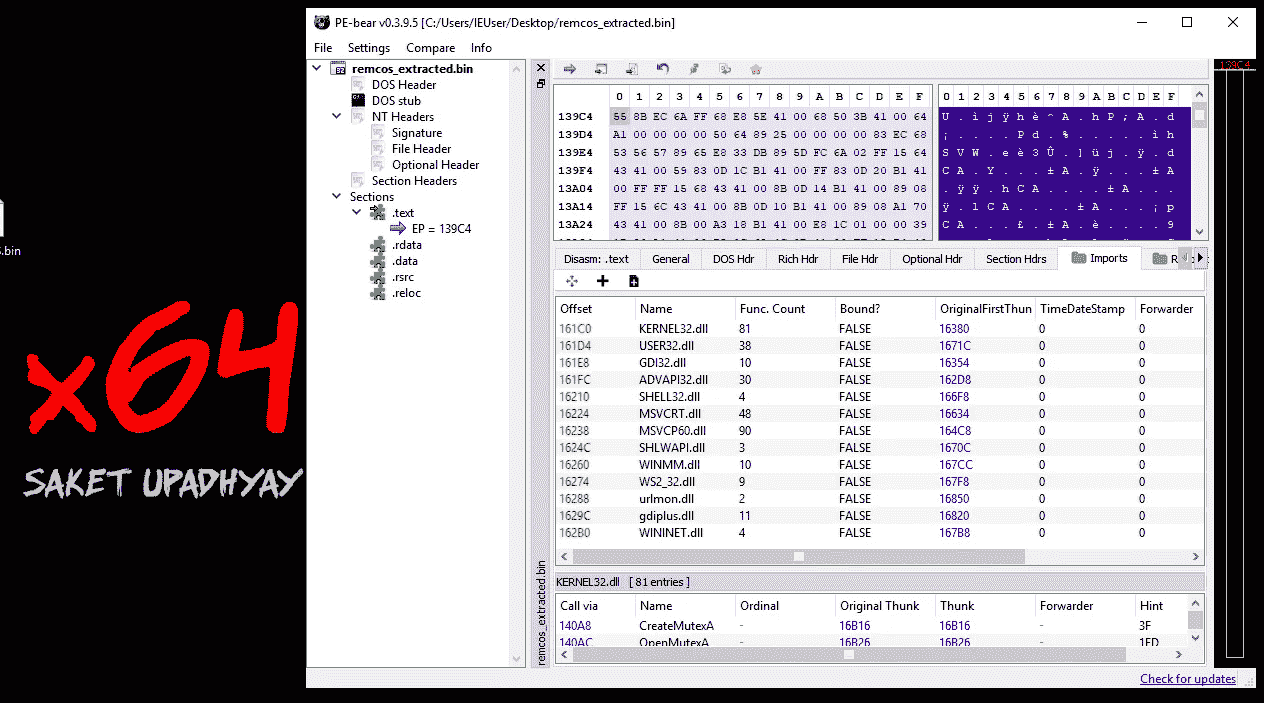 PE-bear v0.3.9.5 [C:/Users/IEUser/Desktop/remcos_extracted.bin]
File Settings Compare Info
remcos_extracted.bin
DOS Header
DOS stub
NT Headers
Signature
File Header
Optional Header
Section Headers
Sections
.text
EP = 139C4
.rdata
.data
.rsrc
.reloc
.bin
x64
SAKET UPADHYAY
remcos_extracted.bin
139C4
0 1 2 3 4 5 6 7 8 9 A B C D E F
0 1 2 3 4 5 6 7 8 9 A B C D E F
139C4 55 8B EC 6A FF 68 E8 5E 41 00 68 50 3B 41 00 64
139D4 A1 00 00 00 00 50 64 89 25 00 00 00 00 83 EC 68
139E4 53 56 57 89 65 E8 33 DB 89 5D FC 6A 02 FF 15 64
139F4 43 41 00 59 83 0D 1C B1 41 00 FF 83 0D 20 B1 41
13A04 00 FF FF 15 68 43 41 00 8B 0D 14 B1 41 00 89 08
13A14 FF 15 6C 43 41 00 8B 0D 10 B1 41 00 89 08 A1 70
13A24 43 41 00 8B 00 A3 18 B1 41 00 E8 1C 01 00 00 39
U . ì j ÿ h è ^ A . h P ; A . d
¡ . . . . P d . % . . . . . ì h
S V W . e è 3 Û . ] ü j . ÿ . d
C A . Y . . . ± A . ÿ . . . ± A
. ÿ ÿ . h C A . . . . ± A . . .
ÿ . l C A . . . . ± A . . . ¡ p
C A . . . £ . ± A . è . . . . 9
Disasm: .text General DOS Hdr Rich Hdr File Hdr Optional Hdr Section Hdrs Imports
Offset Name Func. Count Bound? OriginalFirstThun TimeDateStamp Forwarder
161C0 KERNEL32.dll 81 FALSE 16380 0 0
161D4 USER32.dll 38 FALSE 1671C 0 0
161E8 GDI32.dll 10 FALSE 16354 0 0
161FC ADVAPI32.dll 30 FALSE 162D8 0 0
16210 SHELL32.dll 4 FALSE 166F8 0 0
16224 MSVCRT.dll 48 FALSE 16634 0 0
16238 MSVCP60.dll 90 FALSE 164C8 0 0
1624C SHLWAPI.dll 3 FALSE 1670C 0 0
16260 WINMM.dll 10 FALSE 167CC 0 0
16274 WS2_32.dll 9 FALSE 167F8 0 0
16288 urlmon.dll 2 FALSE 16850 0 0
1629C gdiplus.dll 11 FALSE 16820 0 0
162B0 WININET.dll 4 FALSE 167B8 0 0
KERNEL32.dll [ 81 entries ]
Call via Name Ordinal Original Thunk Thunk Forwarder Hint
140A8 CreateMutexA - 16B16 16B16 - 3F
140AC OpenMutexA - 16B26 16B26 - 1ED
Check for updates